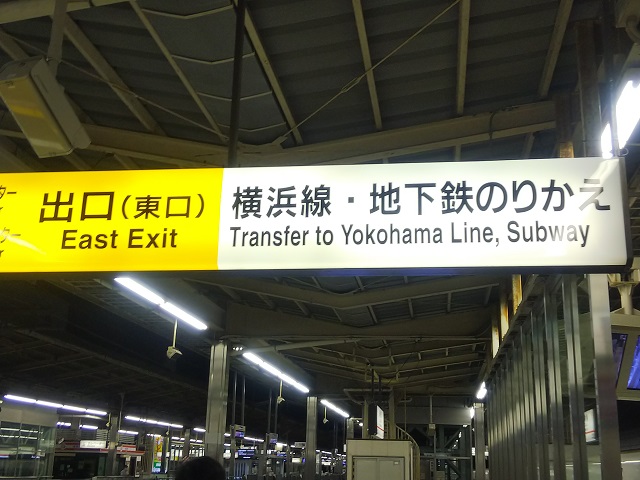 出口（東口）
East Exit
横浜線・地下鉄のりかえ
Transfer to Yokohama Line, Subway